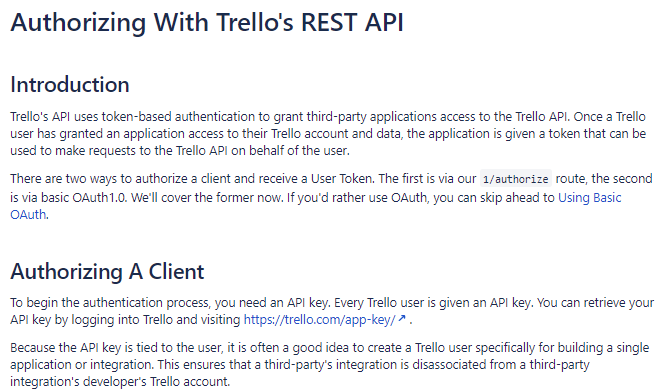 Authorizing With Trello's REST API
Introduction
Trello's API uses token-based authentication to grant third-party applications access to the Trello API. Once a Trello
user has granted an application access to their Trello account and data, the application is given a token that can be
used to make requests to the Trello API on behalf of the user.
There are two ways to authorize a client and receive a User Token. The first is via our 1/authorize route, the second
is via basic OAuth1.0. We'll cover the former now. If you'd rather use OAuth, you can skip ahead to Using Basic
OAuth.
Authorizing A Client
To begin the authentication process, you need an API key. Every Trello user is given an API key. You can retrieve your
API key by logging into Trello and visiting https://trello.com/app-key/ .
Because the API key is tied to the user, it is often a good idea to create a Trello user specifically for building a single
application or integration. This ensures that a third-party's integration is disassociated from a third-party
integration's developer's Trello account.